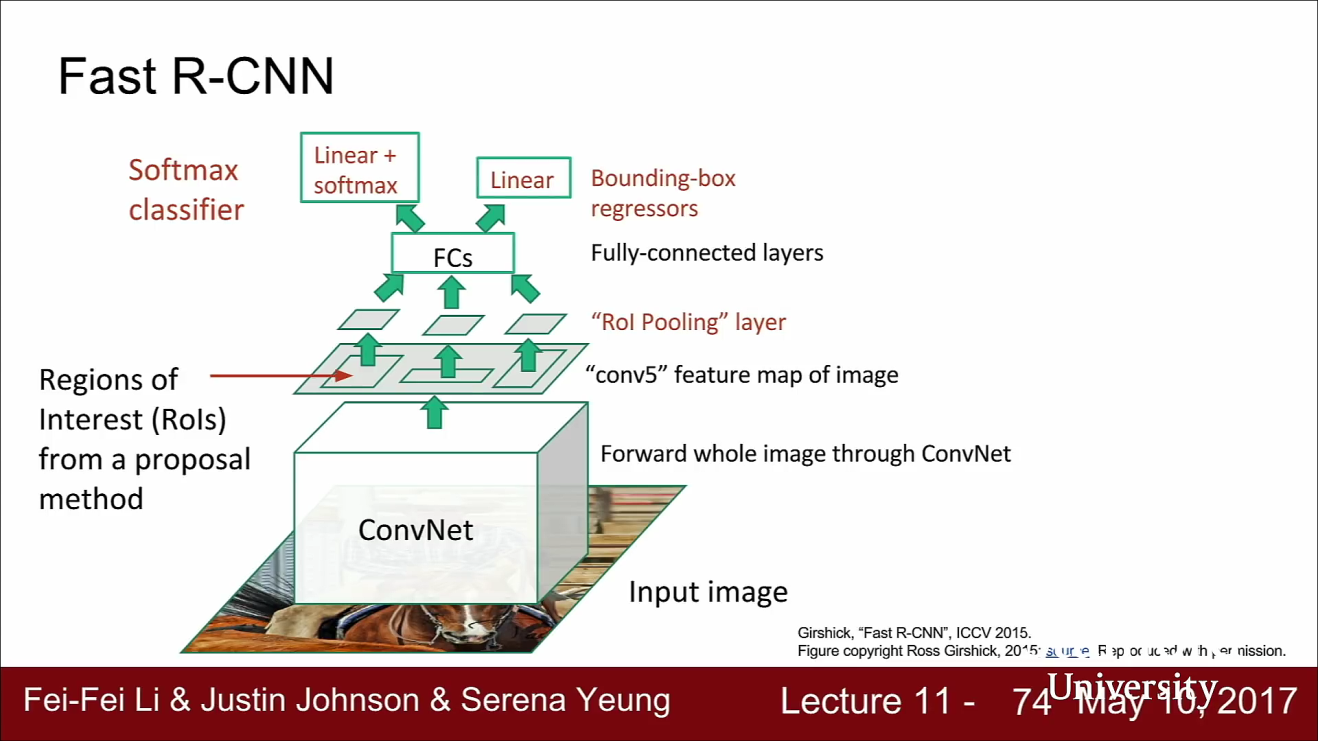 Fast R-CNN
Softmax
classifier
Linear +
softmax
Linear
Bounding-box
regressors
FCs
Fully-connected layers
“RoI Pooling” layer
Regions of
Interest (RoIs)
from a proposal
method
“conv5” feature map of image
Forward whole image through ConvNet
ConvNet
Input image
Girshick, “Fast R-CNN”, ICCV 2015.
Figure copyright Ross Girshick, 2015; source. Reproduced with permission.
Fei-Fei Li & Justin Johnson & Serena Yeung
Lecture 11 - 74 May 10, 2017
University